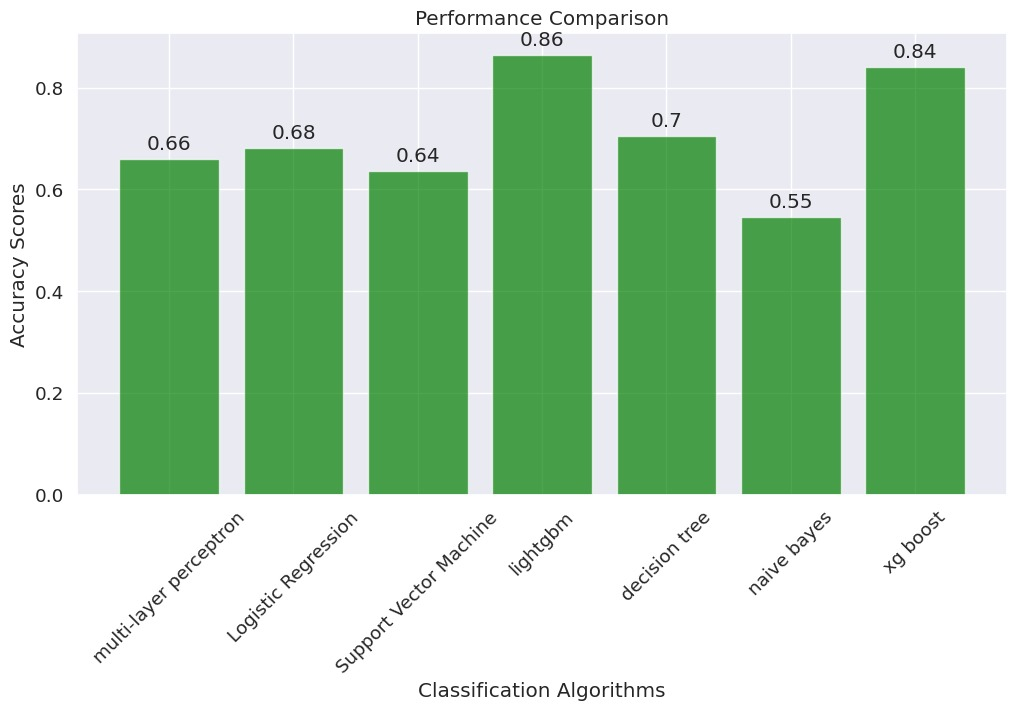 Performance Comparison
Accuracy Scores
0.8
0.6
0.4
0.2
0.0
0.66
0.68
0.64
0.86
0.7
0.55
0.84
multi-layer perceptron
Logistic Regression
Support Vector Machine
lightgbm
decision tree
naive bayes
xg boost
Classification Algorithms